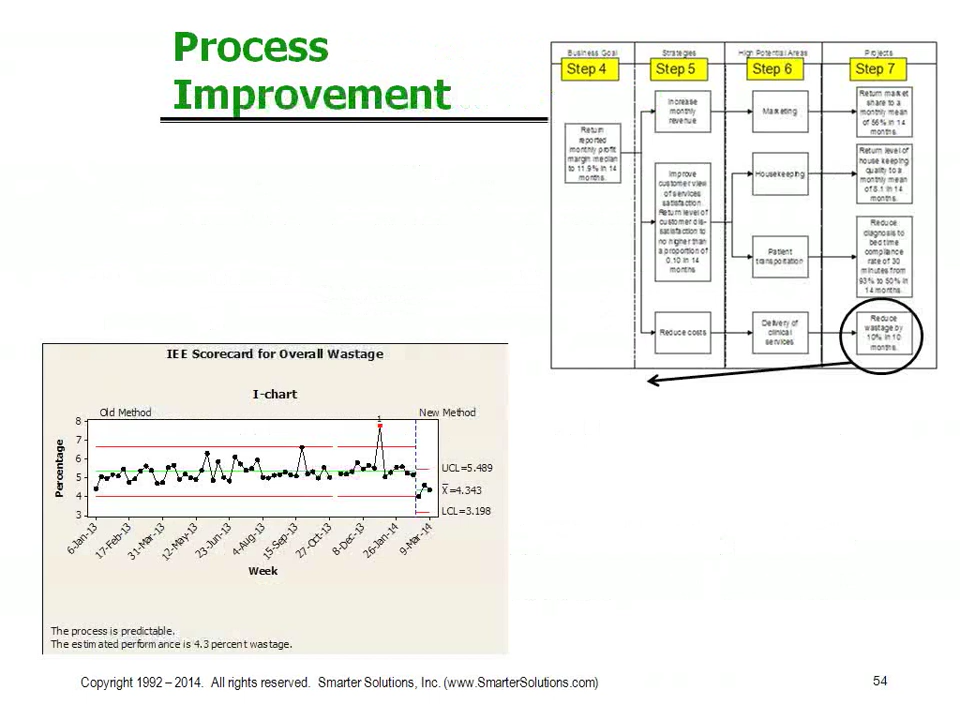 Process
Improvement
Business Goal
Strategies
High Potential Areas
Projects
Step 4
Step 5
Step 6
Step 7
Return
reported
monthly profit
margin median
to 11.9% in 14
months.
Increase
monthly
revenue
Marketing
Return market
share to a
monthly mean
of 56% in 14
months.
Improve
customer view
of services
satisfaction.
Return level of
customer dis-
satisfaction to
no higher than
a proportion of
0.10 in 14
months
Housekeeping
Return level of
house keeping
quality to a
monthly mean
of 8.1 in 14
months.
Patient
transportation
Reduce
diagnosis to
bed time
compliance
rate of 30
minutes from
93% to 50% in
14 months.
Reduce costs
Delivery of
clinical
services
Reduce
wastage by
10% in 10
months.
IEE Scorecard for Overall Wastage
I-chart
Old Method
New Method
Percentage
8
7
6
5
4
3
1
UCL=5.489
X̄=4.343
LCL=3.198
6-Jan-13
17-Feb-13
31-Mar-13
12-May-13
23-Jun-13
4-Aug-13
15-Sep-13
27-Oct-13
8-Dec-13
26-Jan-14
9-Mar-14
Week
The process is predictable.
The estimated performance is 4.3 percent wastage.
Copyright 1992 – 2014. All rights reserved. Smarter Solutions, Inc. (www.SmarterSolutions.com)
54